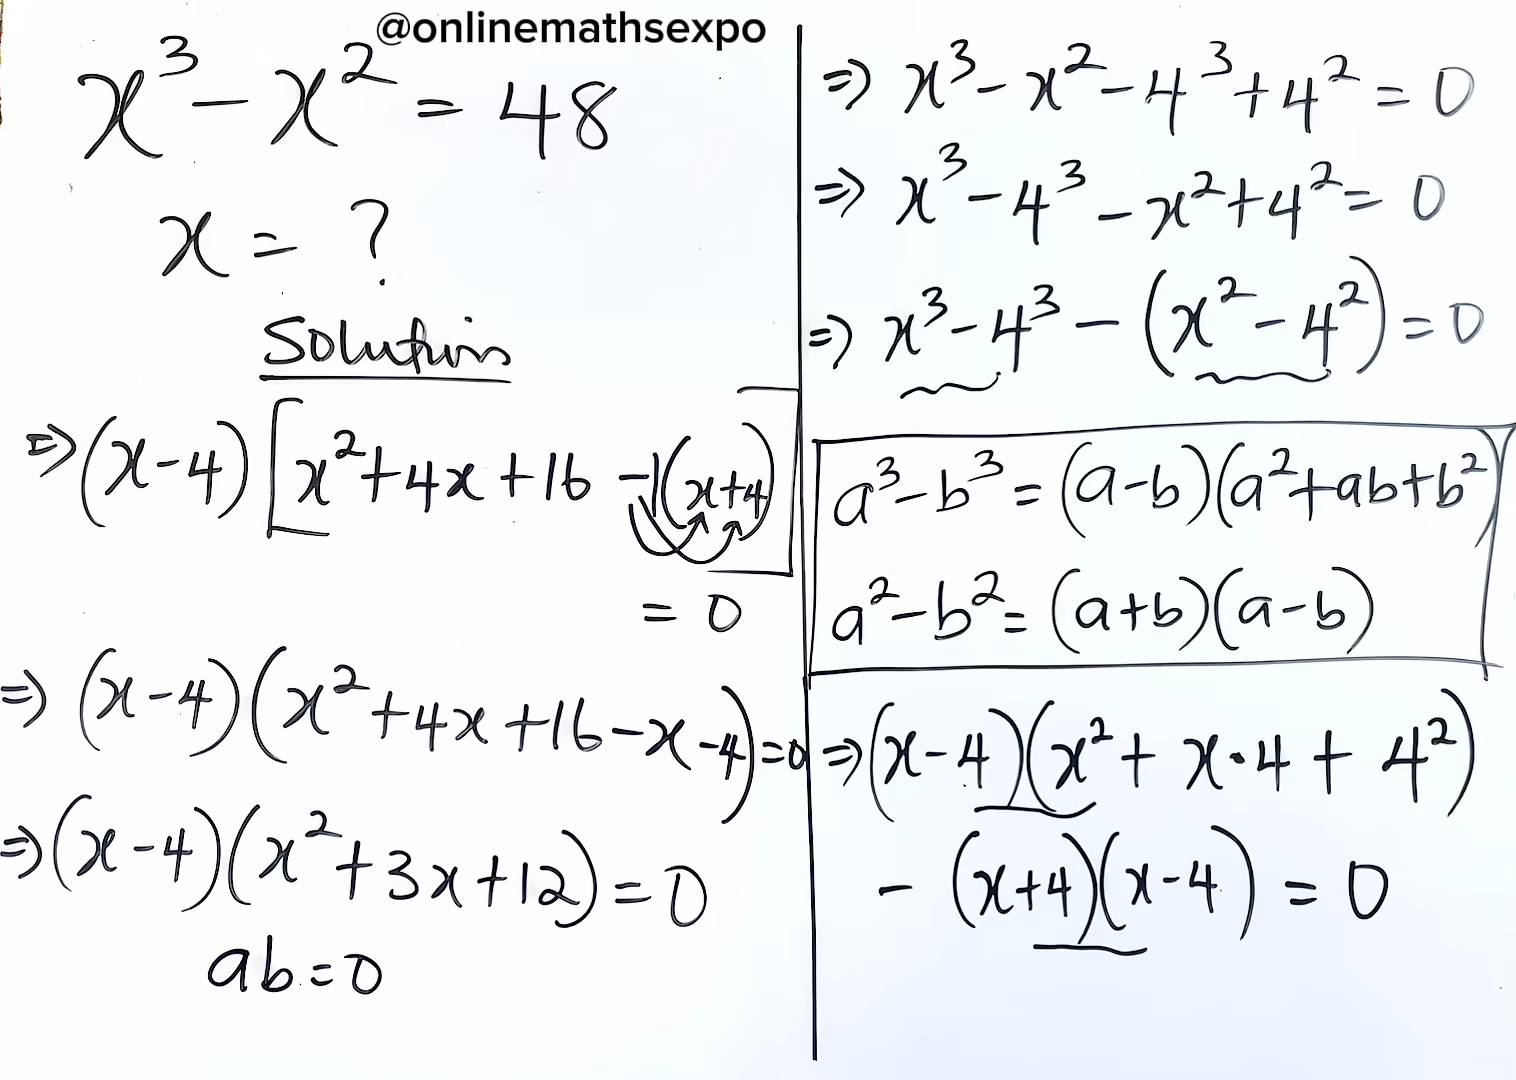 @onlinemathsexpo
x³ - x² = 48
x = ?
Solution
⇒ (x-4) [x²+4x+16 -1(x+4)]
= 0
⇒ (x-4)(x²+4x+16-x-4)=0
⇒ (x-4)(x²+3x+12)=0
ab=0
⇒ x³-x²-4³+4²=0
⇒ x³-4³-x²+4²=0
⇒ x³-4³-(x²-4²)=0
a³-b³=(a-b)(a²+ab+b²)
a²-b²=(a+b)(a-b)
⇒ (x-4)(x²+x·4+4²)
- (x+4)(x-4) = 0